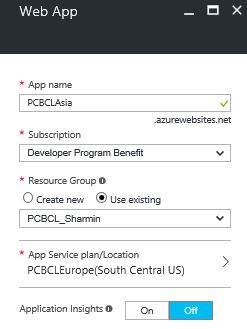 Web App
* App name
PCBCLAsia
.azurewebsites.net
* Subscription
Developer Program Benefit
* Resource Group
Create new Use existing
PCBCL_Sharmin
* App Service plan/Location
PCBCLEurope(South Central US)
Application Insights On Off